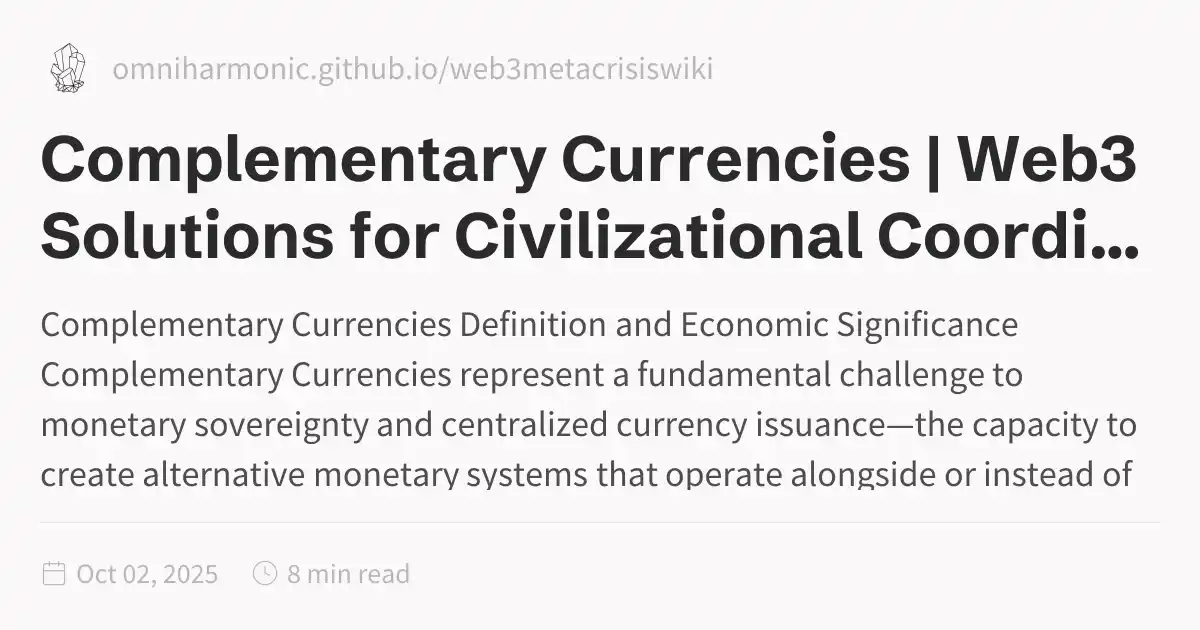 omniharmonic.github.io/web3metacrisiswiki
Complementary Currencies | Web3
Solutions for Civilizational Coordi...
Complementary Currencies Definition and Economic Significance
Complementary Currencies represent a fundamental challenge to
monetary sovereignty and centralized currency issuance—the capacity to
create alternative monetary systems that operate alongside or instead of
Oct 02, 2025
8 min read